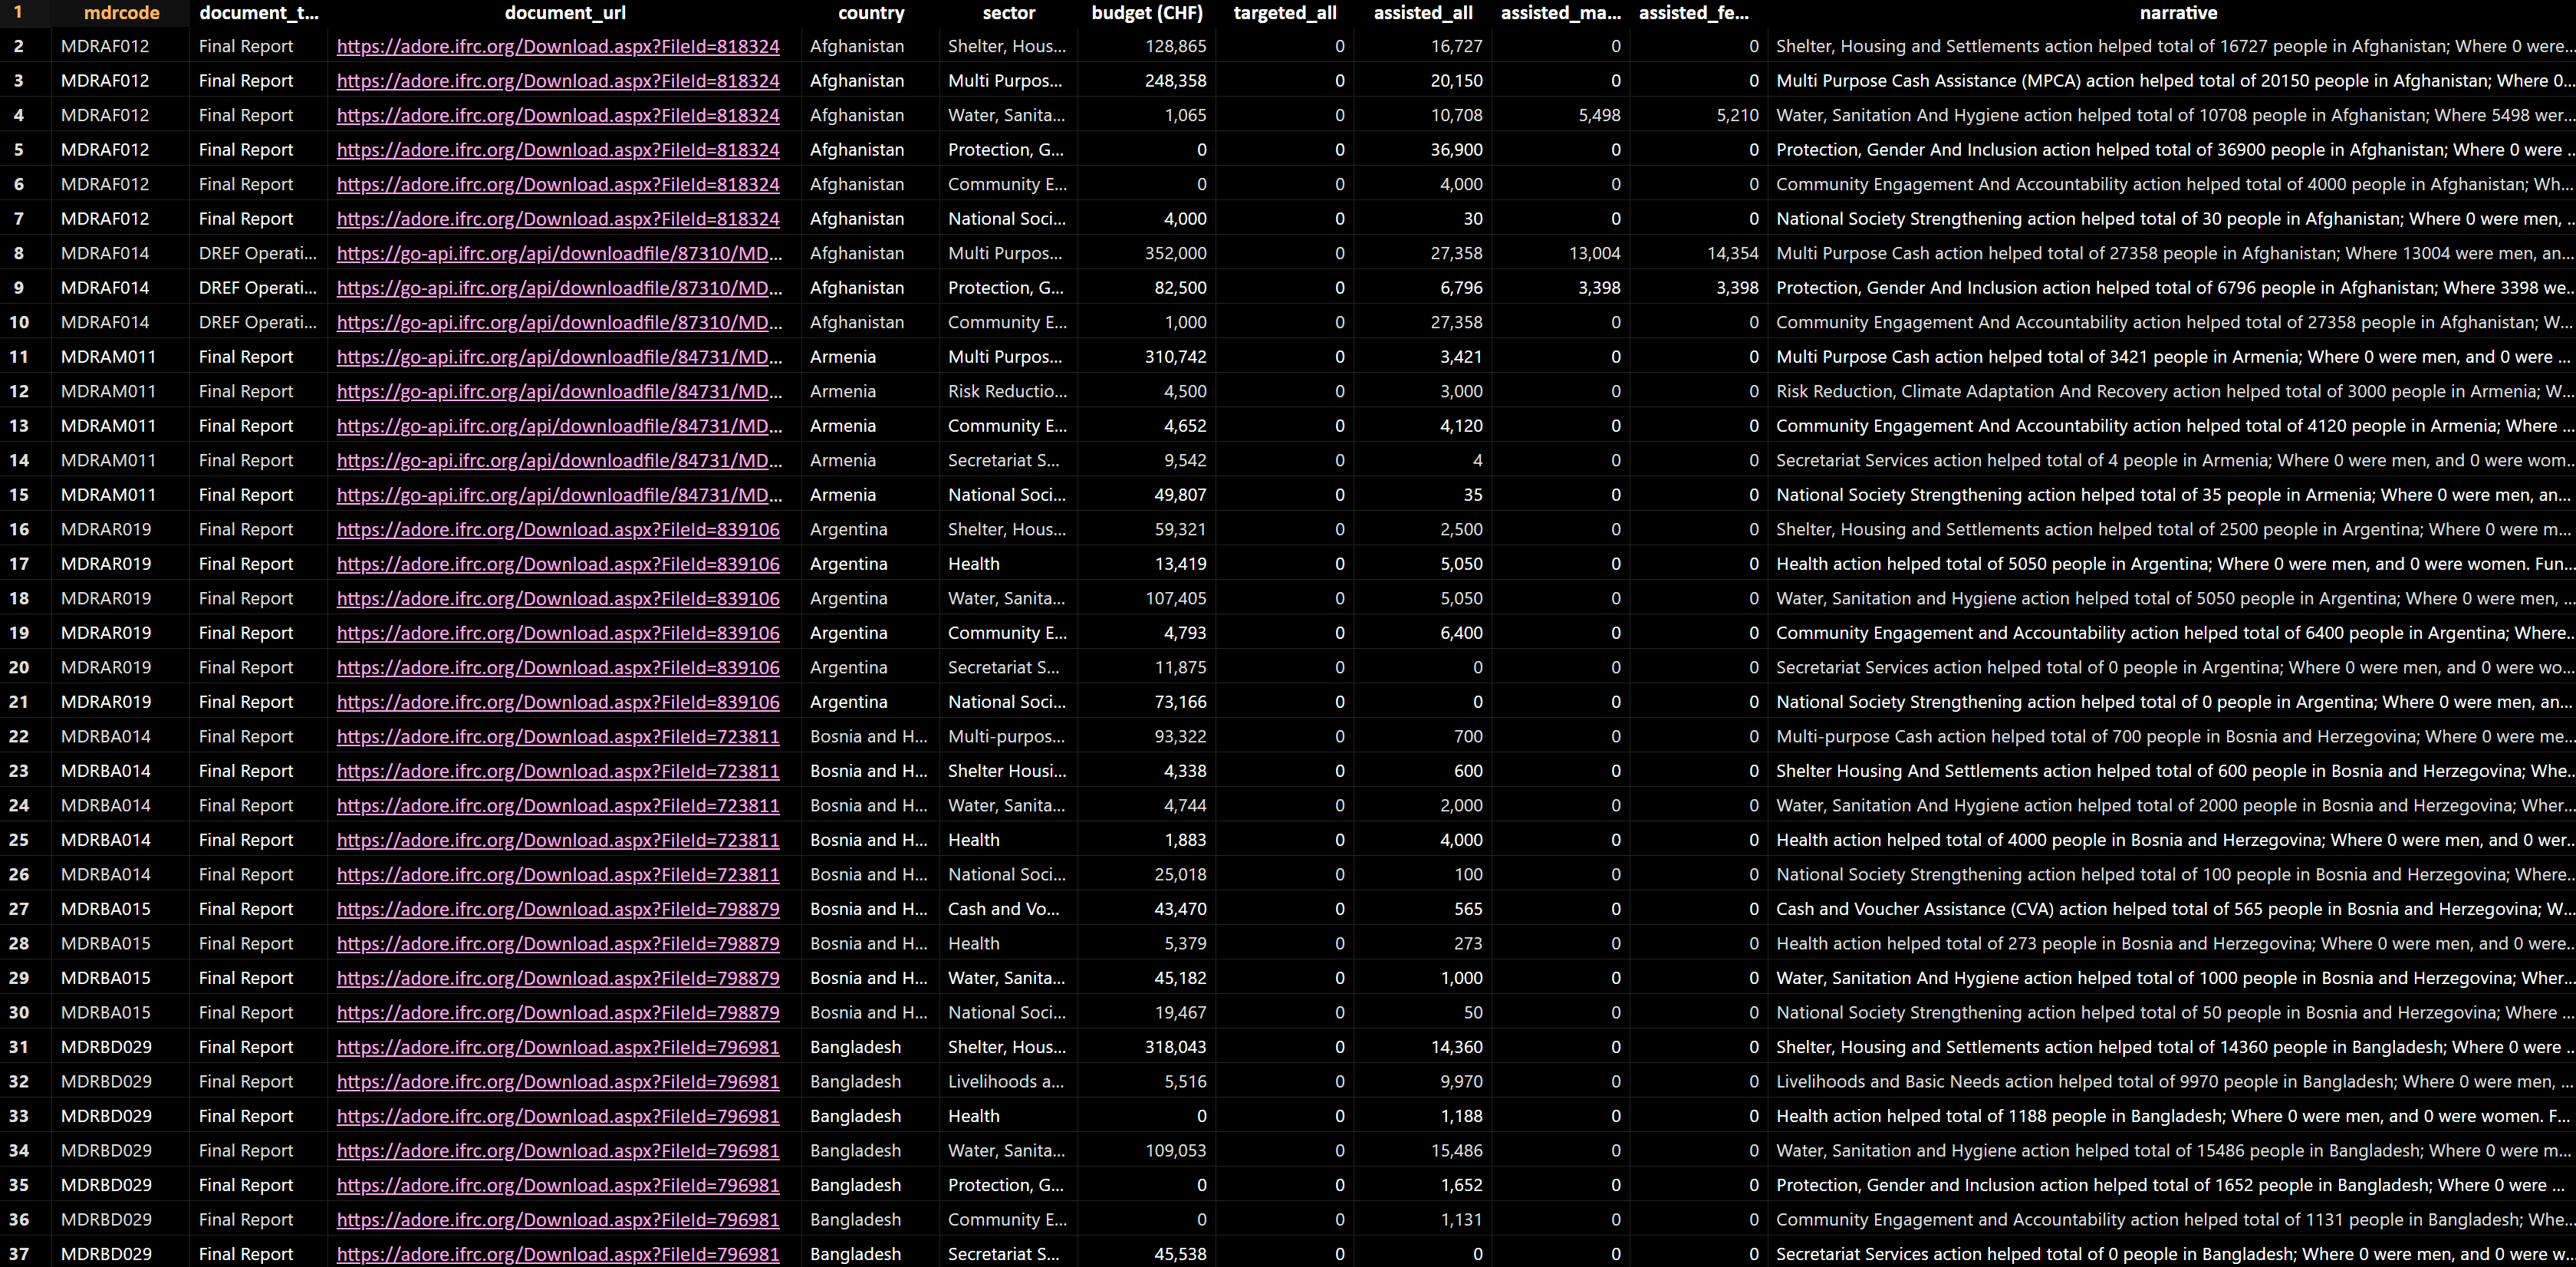 1 mdrcode document_t... document_url country sector budget (CHF) targeted_all assisted_all assisted_ma... assisted_fe... narrative
2 MDRAF012 Final Report https://adore.ifrc.org/Download.aspx?FileId=818324 Afghanistan Shelter, Hous... 128,865 0 16,727 0 0 Shelter, Housing and Settlements action helped total of 16727 people in Afghanistan; Where 0 were...
3 MDRAF012 Final Report https://adore.ifrc.org/Download.aspx?FileId=818324 Afghanistan Multi Purpos... 248,358 0 20,150 0 0 Multi Purpose Cash Assistance (MPCA) action helped total of 20150 people in Afghanistan; Where 0...
4 MDRAF012 Final Report https://adore.ifrc.org/Download.aspx?FileId=818324 Afghanistan Water, Sanita... 1,065 0 10,708 5,498 5,210 Water, Sanitation And Hygiene action helped total of 10708 people in Afghanistan; Where 5498 wer...
5 MDRAF012 Final Report https://adore.ifrc.org/Download.aspx?FileId=818324 Afghanistan Protection, G... 0 0 36,900 0 0 Protection, Gender And Inclusion action helped total of 36900 people in Afghanistan; Where 0 were ...
6 MDRAF012 Final Report https://adore.ifrc.org/Download.aspx?FileId=818324 Afghanistan Community E... 0 0 4,000 0 0 Community Engagement And Accountability action helped total of 4000 people in Afghanistan; Wh...
7 MDRAF012 Final Report https://adore.ifrc.org/Download.aspx?FileId=818324 Afghanistan National Soci... 4,000 0 30 0 0 National Society Strengthening action helped total of 30 people in Afghanistan; Where 0 were men, ...
8 MDRAF014 DREF Operati... https://go-api.ifrc.org/api/downloadfile/87310/MD... Afghanistan Multi Purpos... 352,000 0 27,358 13,004 14,354 Multi Purpose Cash action helped total of 27358 people in Afghanistan; Where 13004 were men, an...
9 MDRAF014 DREF Operati... https://go-api.ifrc.org/api/downloadfile/87310/MD... Afghanistan Protection, G... 82,500 0 6,796 3,398 3,398 Protection, Gender And Inclusion action helped total of 6796 people in Afghanistan; Where 3398 we...
10 MDRAF014 DREF Operati... https://go-api.ifrc.org/api/downloadfile/87310/MD... Afghanistan Community E... 1,000 0 27,358 0 0 Community Engagement And Accountability action helped total of 27358 people in Afghanistan; W...
11 MDRAM011 Final Report https://go-api.ifrc.org/api/downloadfile/84731/MD... Armenia Multi Purpos... 310,742 0 3,421 0 0 Multi Purpose Cash action helped total of 3421 people in Armenia; Where 0 were men, and 0 were ...
12 MDRAM011 Final Report https://go-api.ifrc.org/api/downloadfile/84731/MD... Armenia Risk Reductio... 4,500 0 3,000 0 0 Risk Reduction, Climate Adaptation And Recovery action helped total of 3000 people in Armenia; W...
13 MDRAM011 Final Report https://go-api.ifrc.org/api/downloadfile/84731/MD... Armenia Community E... 4,652 0 4,120 0 0 Community Engagement And Accountability action helped total of 4120 people in Armenia; Where ...
14 MDRAM011 Final Report https://go-api.ifrc.org/api/downloadfile/84731/MD... Armenia Secretariat S... 9,542 0 4 0 0 Secretariat Services action helped total of 4 people in Armenia; Where 0 were men, and 0 were wom...
15 MDRAM011 Final Report https://go-api.ifrc.org/api/downloadfile/84731/MD... Armenia National Soci... 49,807 0 35 0 0 National Society Strengthening action helped total of 35 people in Armenia; Where 0 were men, an...
16 MDRAR019 Final Report https://adore.ifrc.org/Download.aspx?FileId=839106 Argentina Shelter, Hous... 59,321 0 2,500 0 0 Shelter, Housing and Settlements action helped total of 2500 people in Argentina; Where 0 were m...
17 MDRAR019 Final Report https://adore.ifrc.org/Download.aspx?FileId=839106 Argentina Health 13,419 0 5,050 0 0 Health action helped total of 5050 people in Argentina; Where 0 were men, and 0 were women. Fun...
18 MDRAR019 Final Report https://adore.ifrc.org/Download.aspx?FileId=839106 Argentina Water, Sanita... 107,405 0 5,050 0 0 Water, Sanitation and Hygiene action helped total of 5050 people in Argentina; Where 0 were men, ...
19 MDRAR019 Final Report https://adore.ifrc.org/Download.aspx?FileId=839106 Argentina Community E... 4,793 0 6,400 0 0 Community Engagement and Accountability action helped total of 6400 people in Argentina; Where...
20 MDRAR019 Final Report https://adore.ifrc.org/Download.aspx?FileId=839106 Argentina Secretariat S... 11,875 0 0 0 0 Secretariat Services action helped total of 0 people in Argentina; Where 0 were men, and 0 were wo...
21 MDRAR019 Final Report https://adore.ifrc.org/Download.aspx?FileId=839106 Argentina National Soci... 73,166 0 0 0 0 National Society Strengthening action helped total of 0 people in Argentina; Where 0 were men, an...
22 MDRBA014 Final Report https://adore.ifrc.org/Download.aspx?FileId=723811 Bosnia and H... Multi-purpos... 93,322 0 700 0 0 Multi-purpose Cash action helped total of 700 people in Bosnia and Herzegovina; Where 0 were me...
23 MDRBA014 Final Report https://adore.ifrc.org/Download.aspx?FileId=723811 Bosnia and H... Shelter Housi... 4,338 0 600 0 0 Shelter Housing And Settlements action helped total of 600 people in Bosnia and Herzegovina; Whe...
24 MDRBA014 Final Report https://adore.ifrc.org/Download.aspx?FileId=723811 Bosnia and H... Water, Sanita... 4,744 0 2,000 0 0 Water, Sanitation And Hygiene action helped total of 2000 people in Bosnia and Herzegovina; Wher...
25 MDRBA014 Final Report https://adore.ifrc.org/Download.aspx?FileId=723811 Bosnia and H... Health 1,883 0 4,000 0 0 Health action helped total of 4000 people in Bosnia and Herzegovina; Where 0 were men, and 0 wer...
26 MDRBA014 Final Report https://adore.ifrc.org/Download.aspx?FileId=723811 Bosnia and H... National Soci... 25,018 0 100 0 0 National Society Strengthening action helped total of 100 people in Bosnia and Herzegovina; Where...
27 MDRBA015 Final Report https://adore.ifrc.org/Download.aspx?FileId=798879 Bosnia and H... Cash and Vo... 43,470 0 565 0 0 Cash and Voucher Assistance (CVA) action helped total of 565 people in Bosnia and Herzegovina; W...
28 MDRBA015 Final Report https://adore.ifrc.org/Download.aspx?FileId=798879 Bosnia and H... Health 5,379 0 273 0 0 Health action helped total of 273 people in Bosnia and Herzegovina; Where 0 were men, and 0 were...
29 MDRBA015 Final Report https://adore.ifrc.org/Download.aspx?FileId=798879 Bosnia and H... Water, Sanita... 45,182 0 1,000 0 0 Water, Sanitation And Hygiene action helped total of 1000 people in Bosnia and Herzegovina; Wher...
30 MDRBA015 Final Report https://adore.ifrc.org/Download.aspx?FileId=798879 Bosnia and H... National Soci... 19,467 0 50 0 0 National Society Strengthening action helped total of 50 people in Bosnia and Herzegovina; Where ...
31 MDRBD029 Final Report https://adore.ifrc.org/Download.aspx?FileId=796981 Bangladesh Shelter, Hous... 318,043 0 14,360 0 0 Shelter, Housing and Settlements action helped total of 14360 people in Bangladesh; Where 0 were ...
32 MDRBD029 Final Report https://adore.ifrc.org/Download.aspx?FileId=796981 Bangladesh Livelihoods a... 5,516 0 9,970 0 0 Livelihoods and Basic Needs action helped total of 9970 people in Bangladesh; Where 0 were men, ...
33 MDRBD029 Final Report https://adore.ifrc.org/Download.aspx?FileId=796981 Bangladesh Health 0 0 1,188 0 0 Health action helped total of 1188 people in Bangladesh; Where 0 were men, and 0 were women. F...
34 MDRBD029 Final Report https://adore.ifrc.org/Download.aspx?FileId=796981 Bangladesh Water, Sanita... 109,053 0 15,486 0 0 Water, Sanitation and Hygiene action helped total of 15486 people in Bangladesh; Where 0 were m...
35 MDRBD029 Final Report https://adore.ifrc.org/Download.aspx?FileId=796981 Bangladesh Protection, G... 0 0 1,652 0 0 Protection, Gender and Inclusion action helped total of 1652 people in Bangladesh; Where 0 were ...
36 MDRBD029 Final Report https://adore.ifrc.org/Download.aspx?FileId=796981 Bangladesh Community E... 0 0 1,131 0 0 Community Engagement and Accountability action helped total of 1131 people in Bangladesh; Whe...
37 MDRBD029 Final Report https://adore.ifrc.org/Download.aspx?FileId=796981 Bangladesh Secretariat S... 45,538 0 0 0 0 Secretariat Services action helped total of 0 people in Bangladesh; Where 0 were men, and 0 were w...